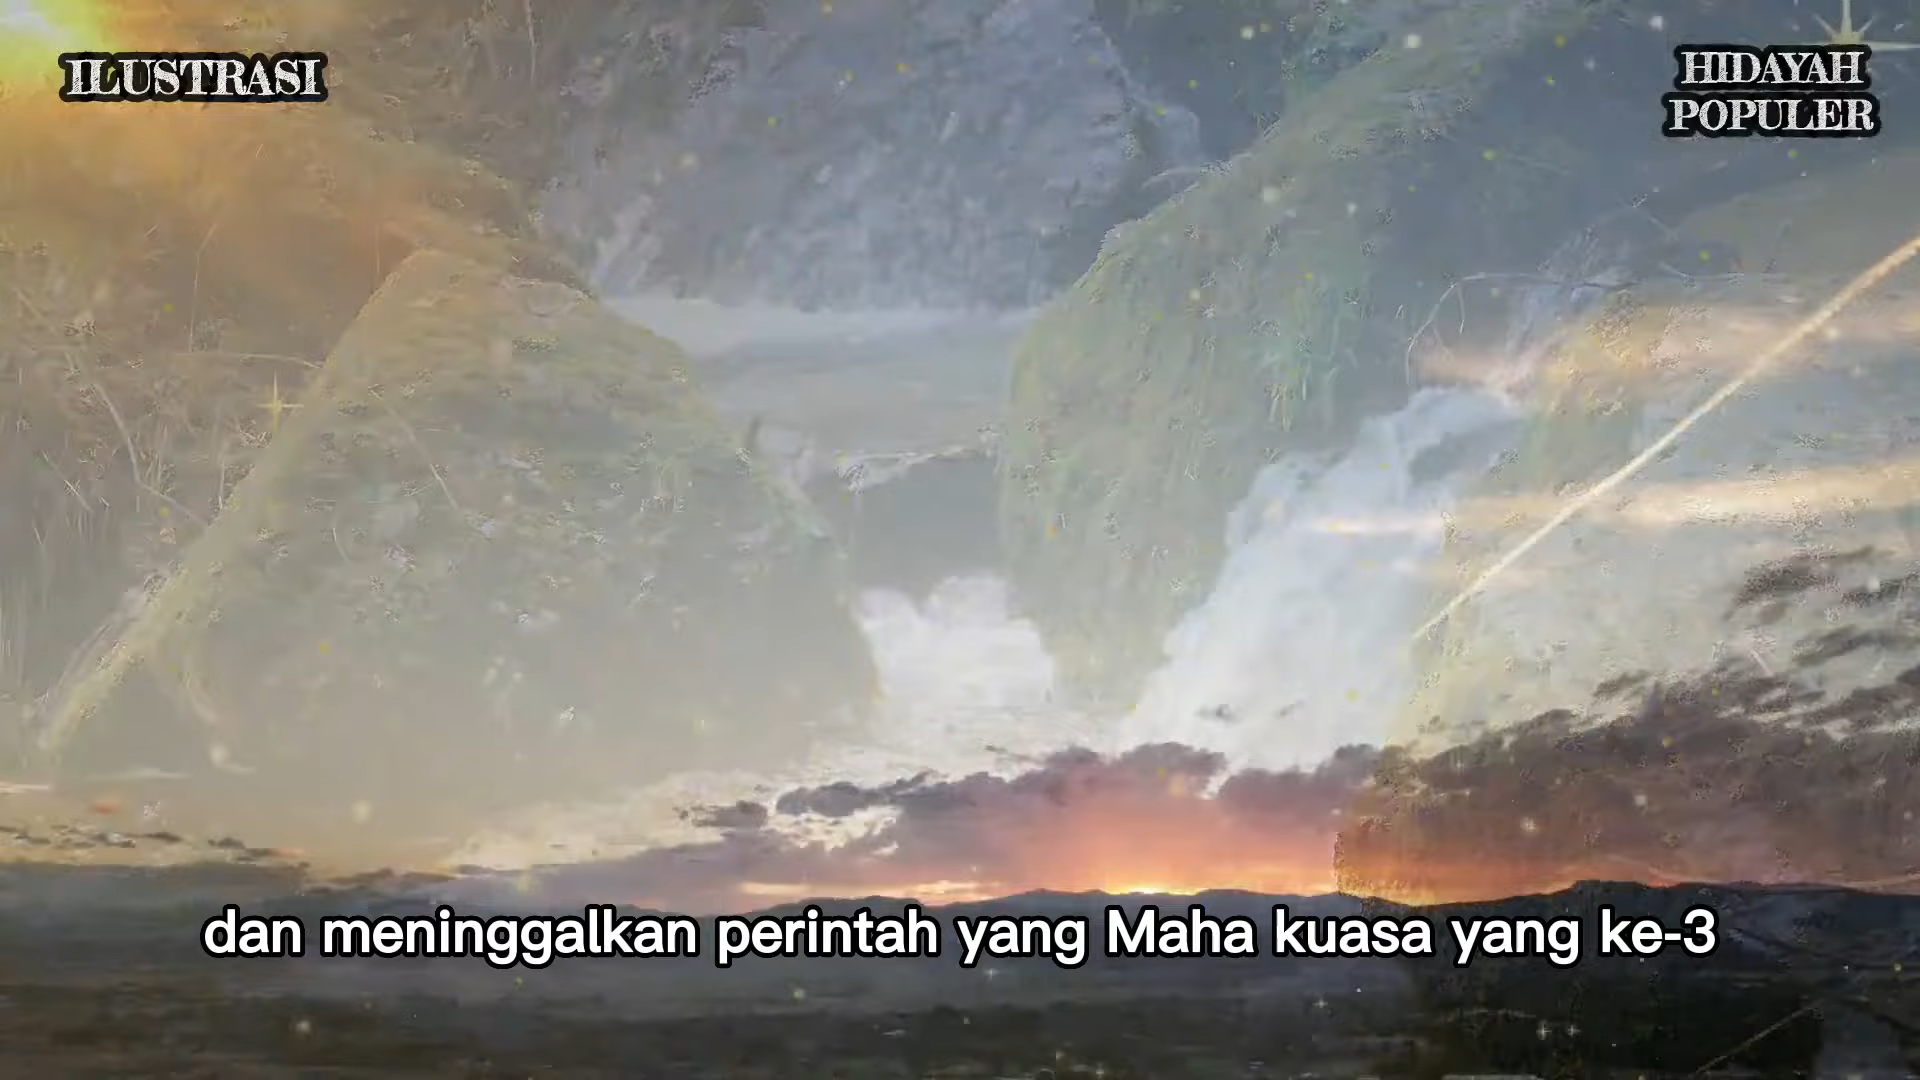 ILUSTRASI
HIDAYAH
POPULER
dan meninggalkan perintah yang Maha kuasa yang ke-3